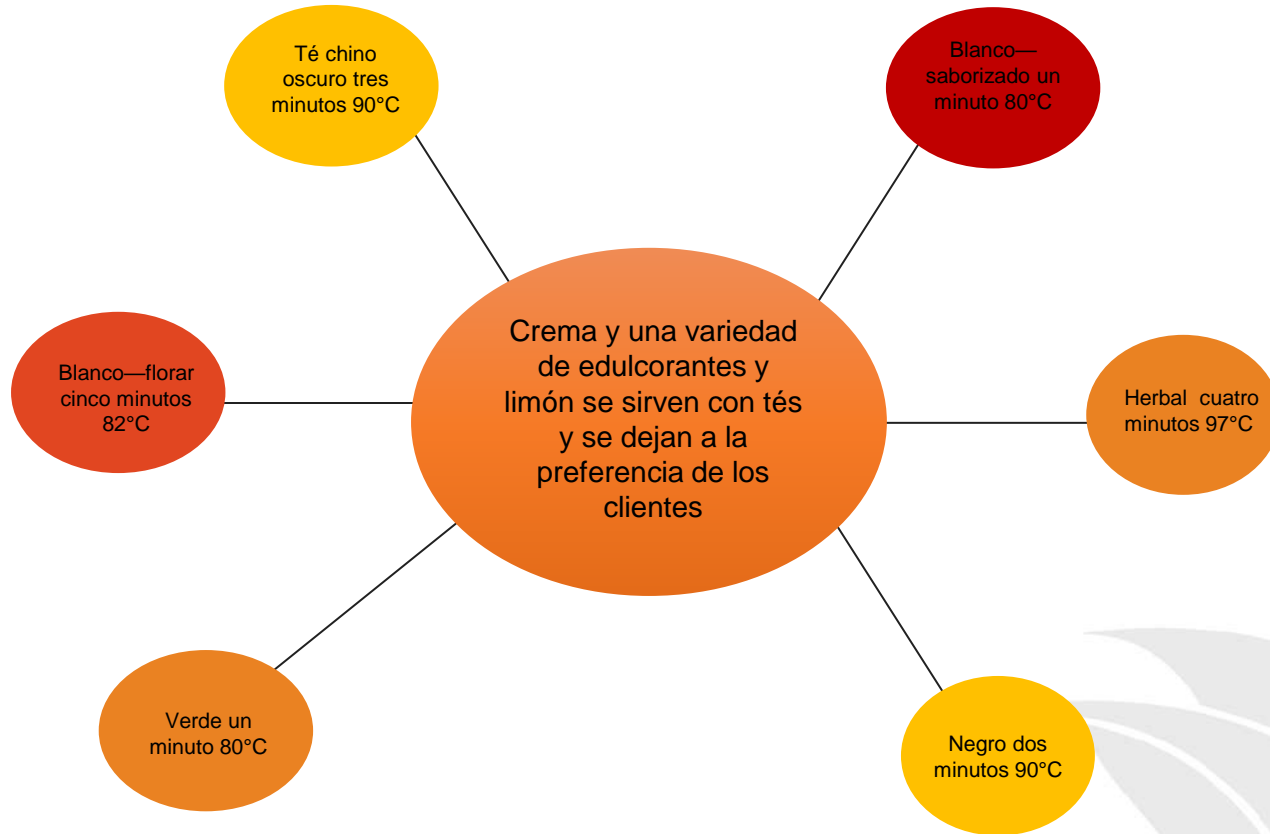 Té chino
oscuro tres
minutos 90°C
Blanco—
saborizado un
minuto 80°C
Blanco—florar
cinco minutos
82°C
Crema y una variedad
de edulcorantes y
limón se sirven con tés
y se dejan a la
preferencia de los
clientes
Herbal cuatro
minutos 97°C
Verde un
minuto 80°C
Negro dos
minutos 90°C